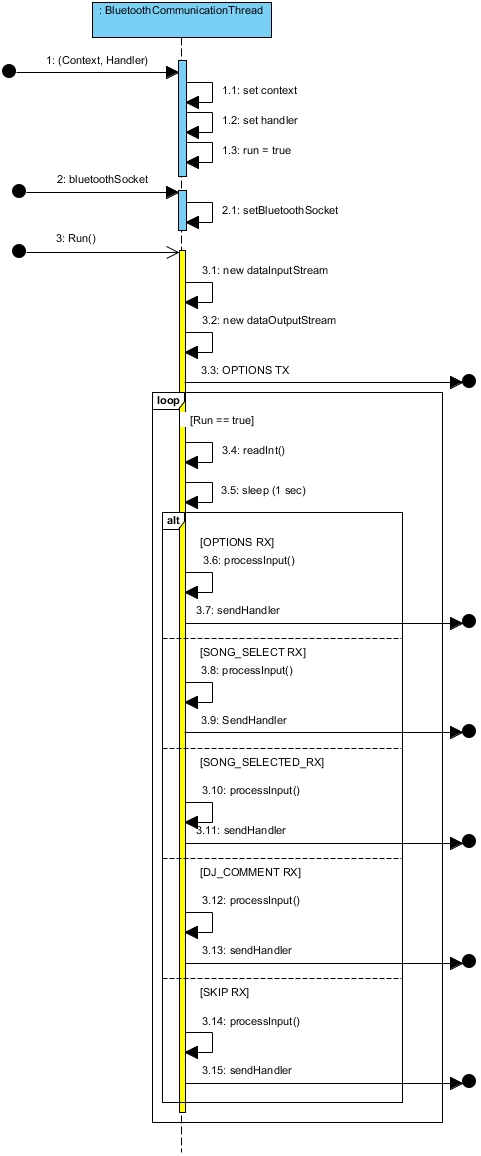 : BluetoothCommunicationThread
1: (Context, Handler)
1.1: set context
1.2: set handler
1.3: run = true
2: bluetoothSocket
2.1: setBluetoothSocket
3: Run()
3.1: new dataInputStream
3.2: new dataOutputStream
3.3: OPTIONS TX
loop
[Run == true]
3.4: readInt()
3.5: sleep (1 sec)
alt
[OPTIONS RX]
3.6: processInput()
3.7: sendHandler
[SONG_SELECT RX]
3.8: processInput()
3.9: SendHandler
[SONG_SELECTED_RX]
3.10: processInput()
3.11: sendHandler
[DJ_COMMENT RX]
3.12: processInput()
3.13: sendHandler
[SKIP RX]
3.14: processInput()
3.15: sendHandler